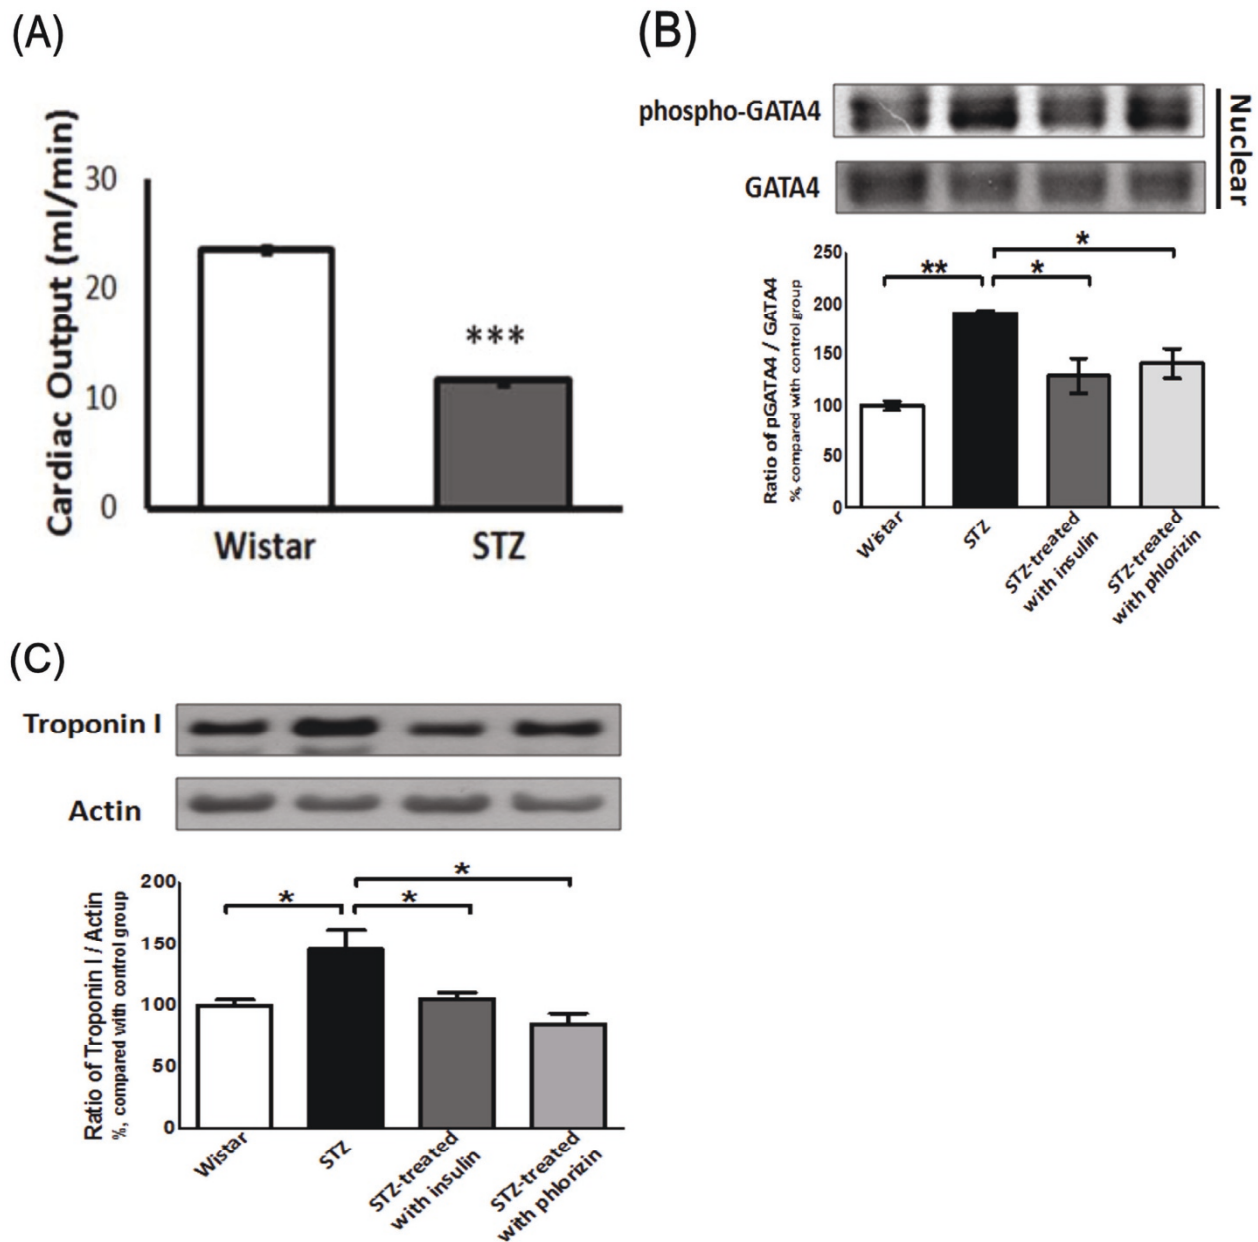 (A)
Cardiac Output (ml/min)
30
20
10
0
***
Wistar
STZ
(B)
phospho-GATA4
GATA4
Nuclear
Ratio of pGATA4 / GATA4
%, compared with control group
250
200
150
100
50
0
**
*
*
Wistar
STZ
STZ-treated
with insulin
STZ-treated
with phlorizin
(C)
Troponin I
Actin
Ratio of Troponin I / Actin
%, compared with control group
200
150
100
50
0
*
*
*
Wistar
STZ
STZ-treated
with insulin
STZ-treated
with phlorizin